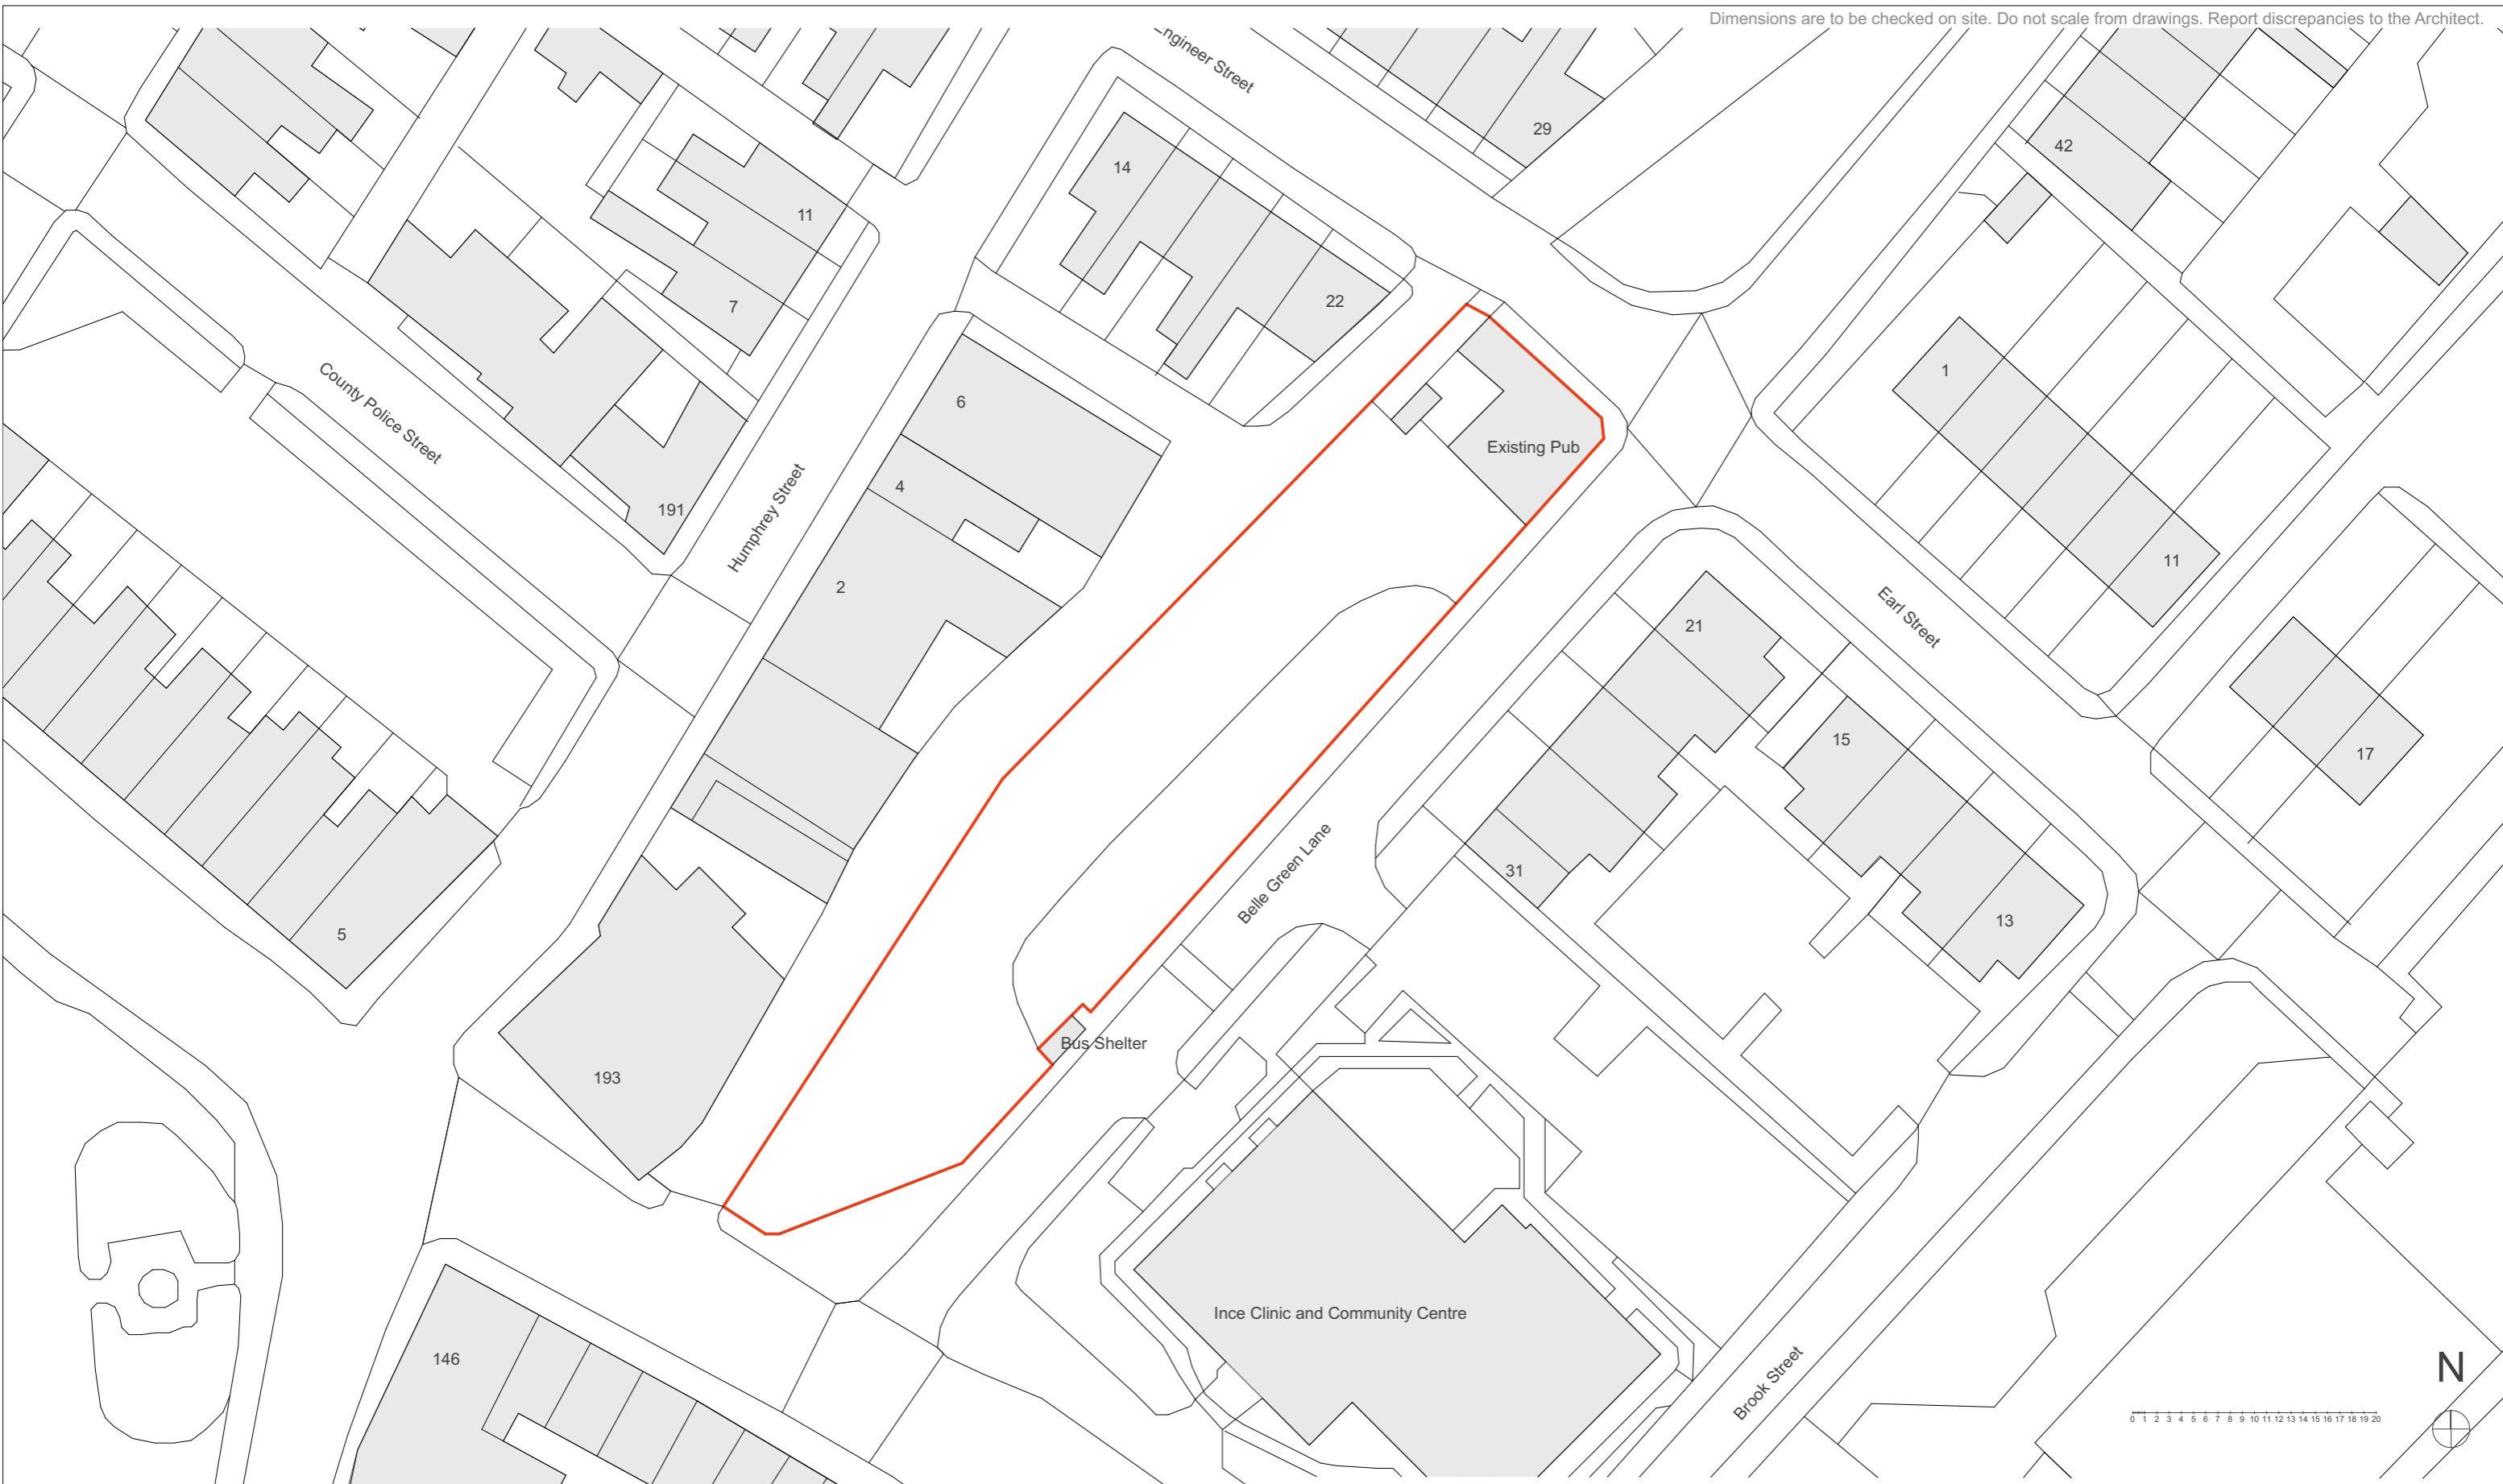 Dimensions are to be checked on site. Do not scale from drawings. Report discrepancies to the Architect.
Engineer Street
29
42
14
11
22
7
1
County Police Street
6
Existing Pub
4
191
Humphrey Street
11
2
21
Earl Street
15
17
Belle Green Lane
31
13
5
Bus Shelter
193
Ince Clinic and Community Centre
146
Brook Street
N
0 1 2 3 4 5 6 7 8 9 10 11 12 13 14 15 16 17 18 19 20